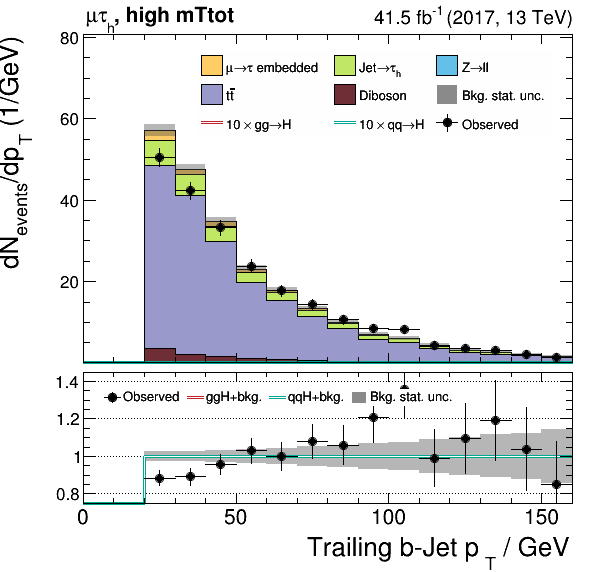 μτh, high mTtot
41.5 fb⁻¹ (2017, 13 TeV)
dNevents/dpT (1/GeV)
80
60
40
20
μ→τ embedded
Jet→τh
Z→ll
tt̄
Diboson
Bkg. stat. unc.
10 × gg→H
10 × qq→H
Observed
1.4
1.2
1
0.8
Observed
ggH+bkg.
qqH+bkg.
Bkg. stat. unc.
0
50
100
150
Trailing b-Jet pT / GeV